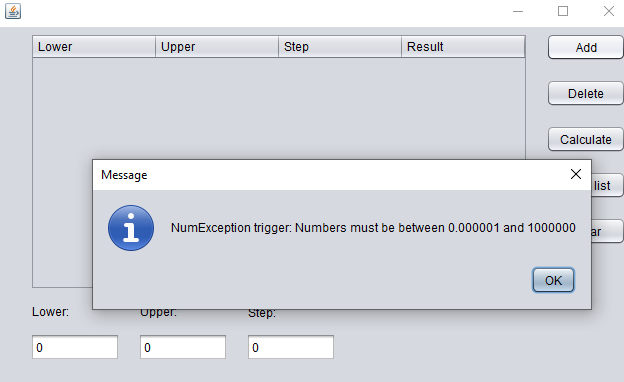 Lower Upper Step Result
Add
Delete
Calculate
list
ar
Message
NumException trigger: Numbers must be between 0.000001 and 1000000
OK
Lower: Upper: Step:
0 0 0